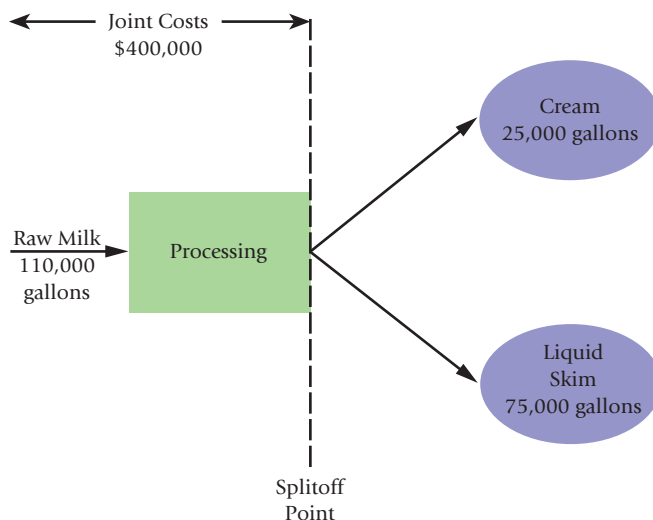 Joint Costs
$400,000
Cream
25,000 gallons
Raw Milk
110,000
gallons
Processing
Liquid
Skim
75,000 gallons
Splitoff
Point